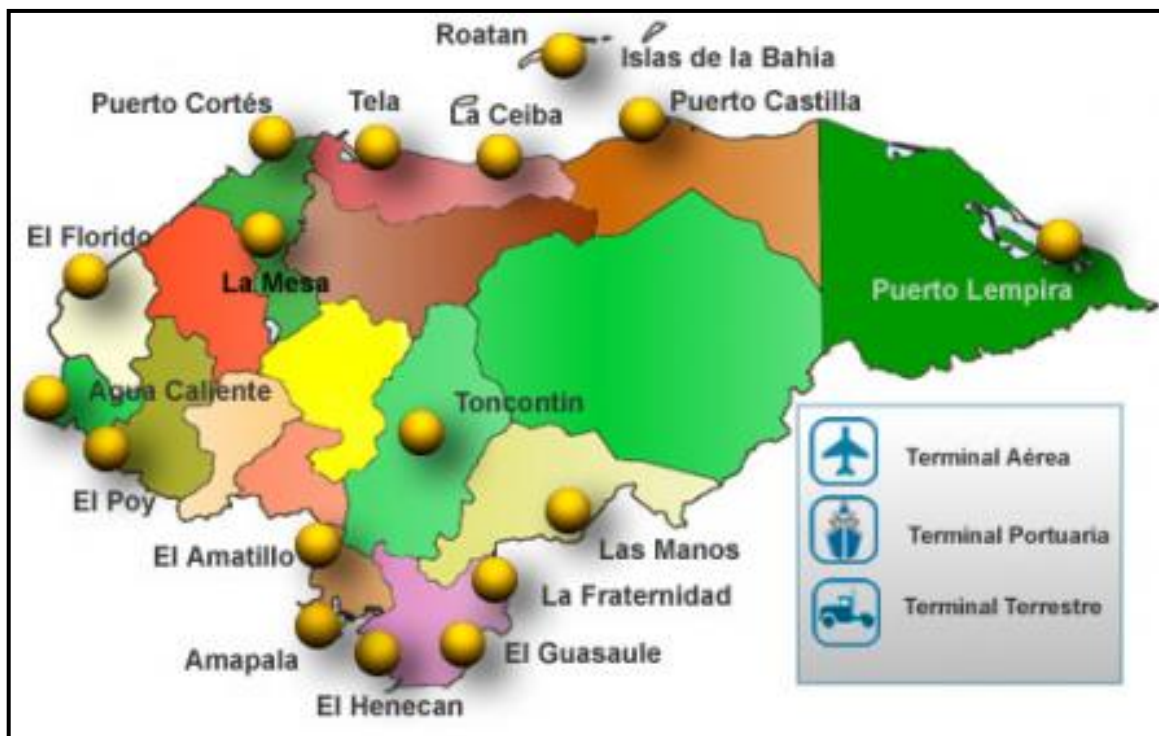 Roatan
Islas de la Bahia
Puerto Cortés
Tela
La Ceiba
Puerto Castilla
El Florido
La Mesa
Puerto Lempira
Agua Caliente
Toncontin
El Poy
El Amatillo
Las Manos
La Fraternidad
Amapala
El Guasaule
El Henecan
Terminal Aérea
Terminal Portuaria
Terminal Terrestre